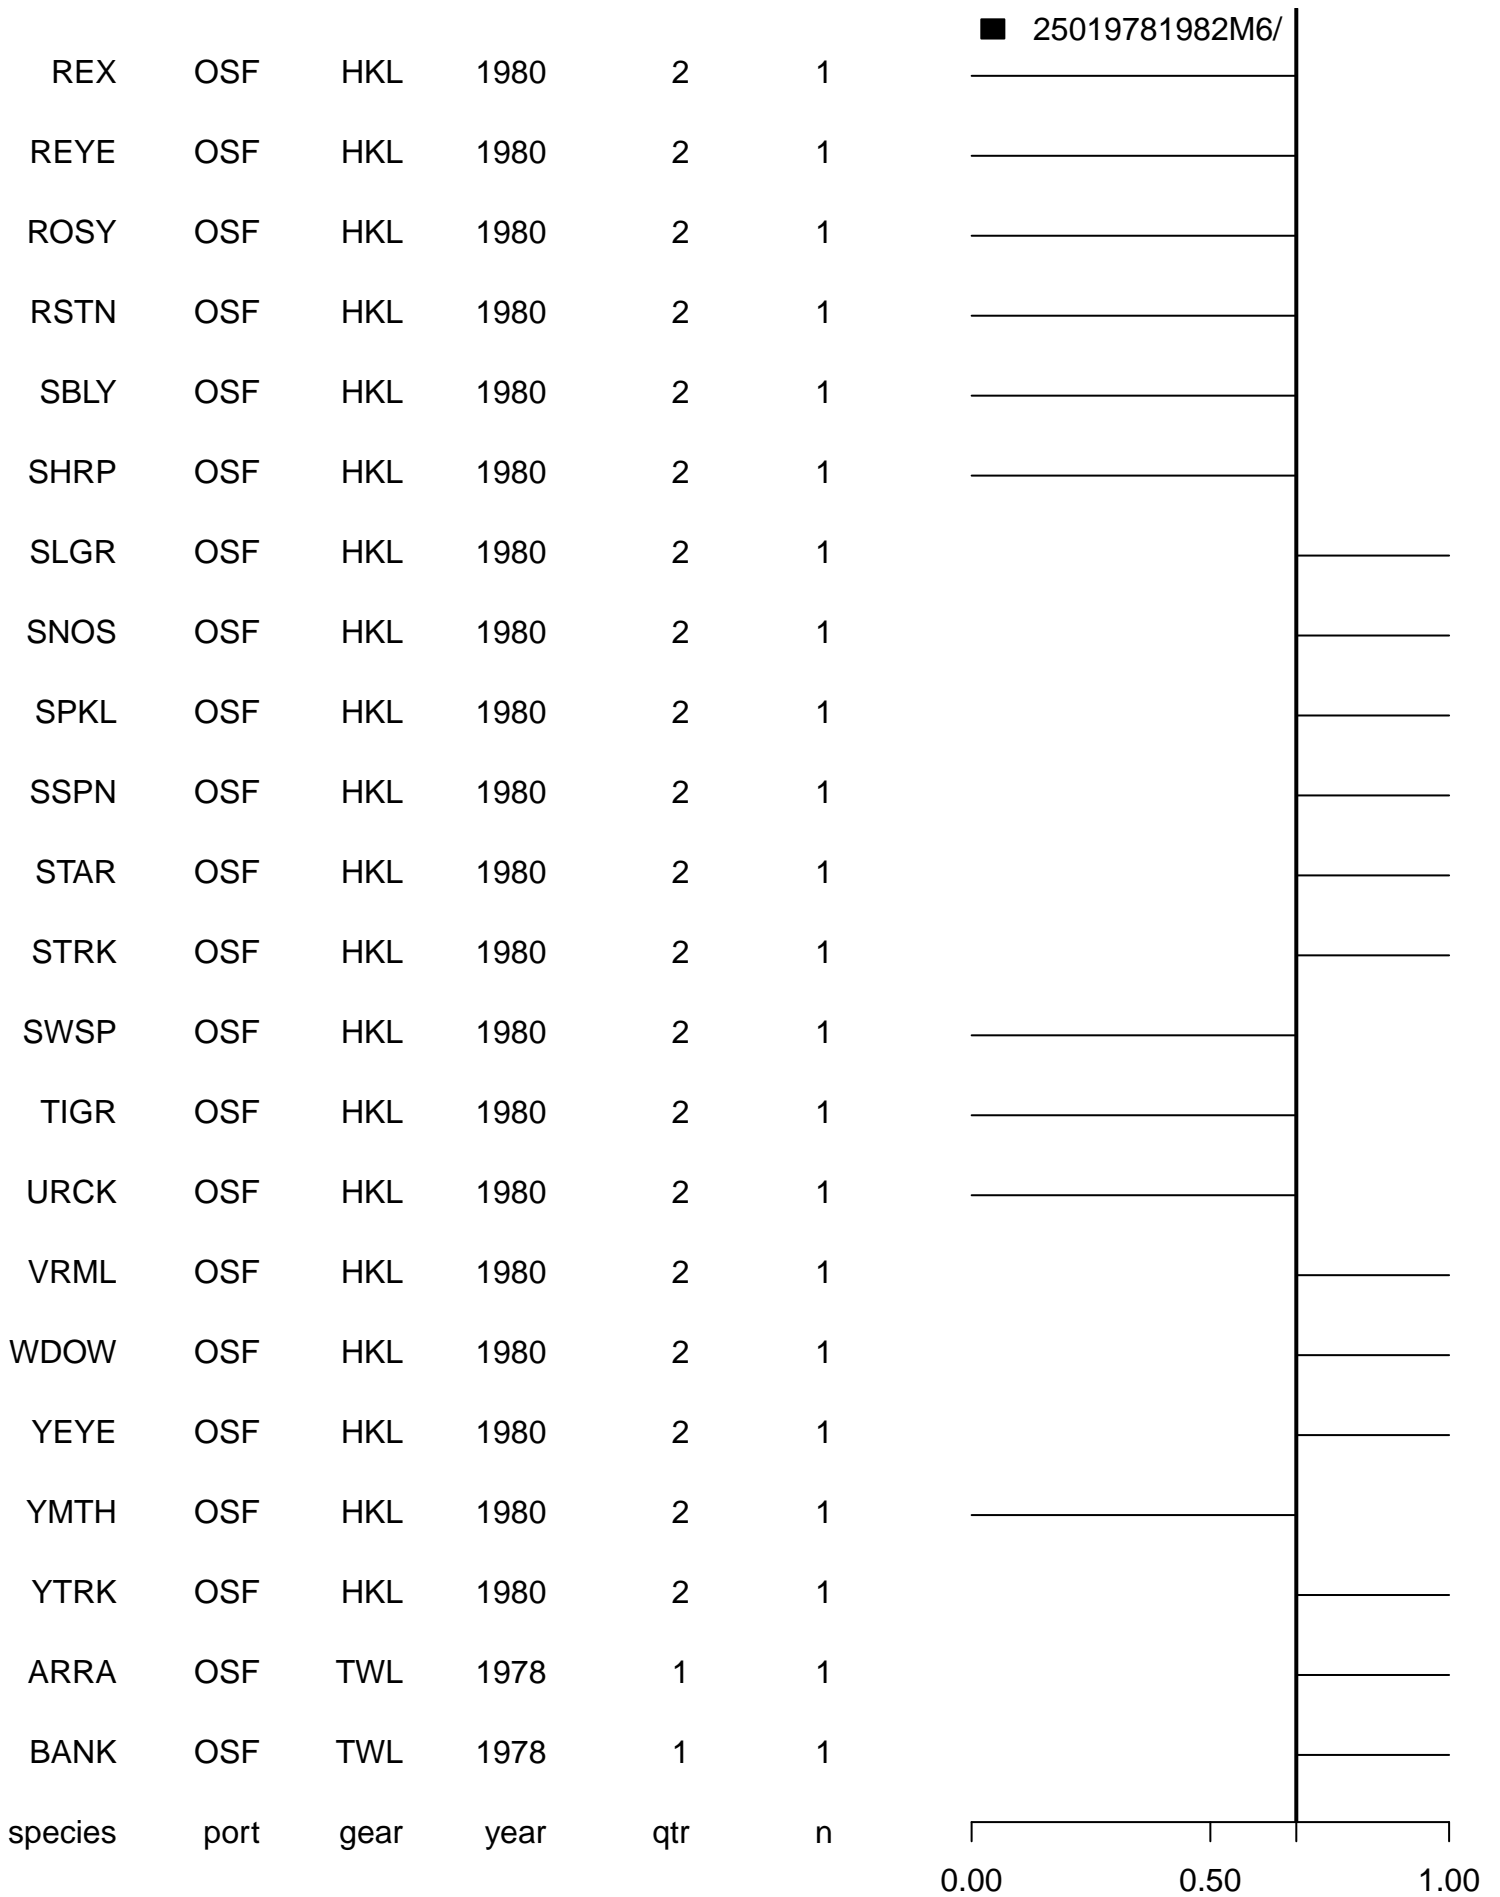 25019781982M6/
REX OSF HKL 1980 2 1
REYE OSF HKL 1980 2 1
ROSY OSF HKL 1980 2 1
RSTN OSF HKL 1980 2 1
SBLY OSF HKL 1980 2 1
SHRP OSF HKL 1980 2 1
SLGR OSF HKL 1980 2 1
SNOS OSF HKL 1980 2 1
SPKL OSF HKL 1980 2 1
SSPN OSF HKL 1980 2 1
STAR OSF HKL 1980 2 1
STRK OSF HKL 1980 2 1
SWSP OSF HKL 1980 2 1
TIGR OSF HKL 1980 2 1
URCK OSF HKL 1980 2 1
VRML OSF HKL 1980 2 1
WDOW OSF HKL 1980 2 1
YEYE OSF HKL 1980 2 1
YMTH OSF HKL 1980 2 1
YTRK OSF HKL 1980 2 1
ARRA OSF TWL 1978 1 1
BANK OSF TWL 1978 1 1
species port gear year qtr n
0.00 0.50 1.00